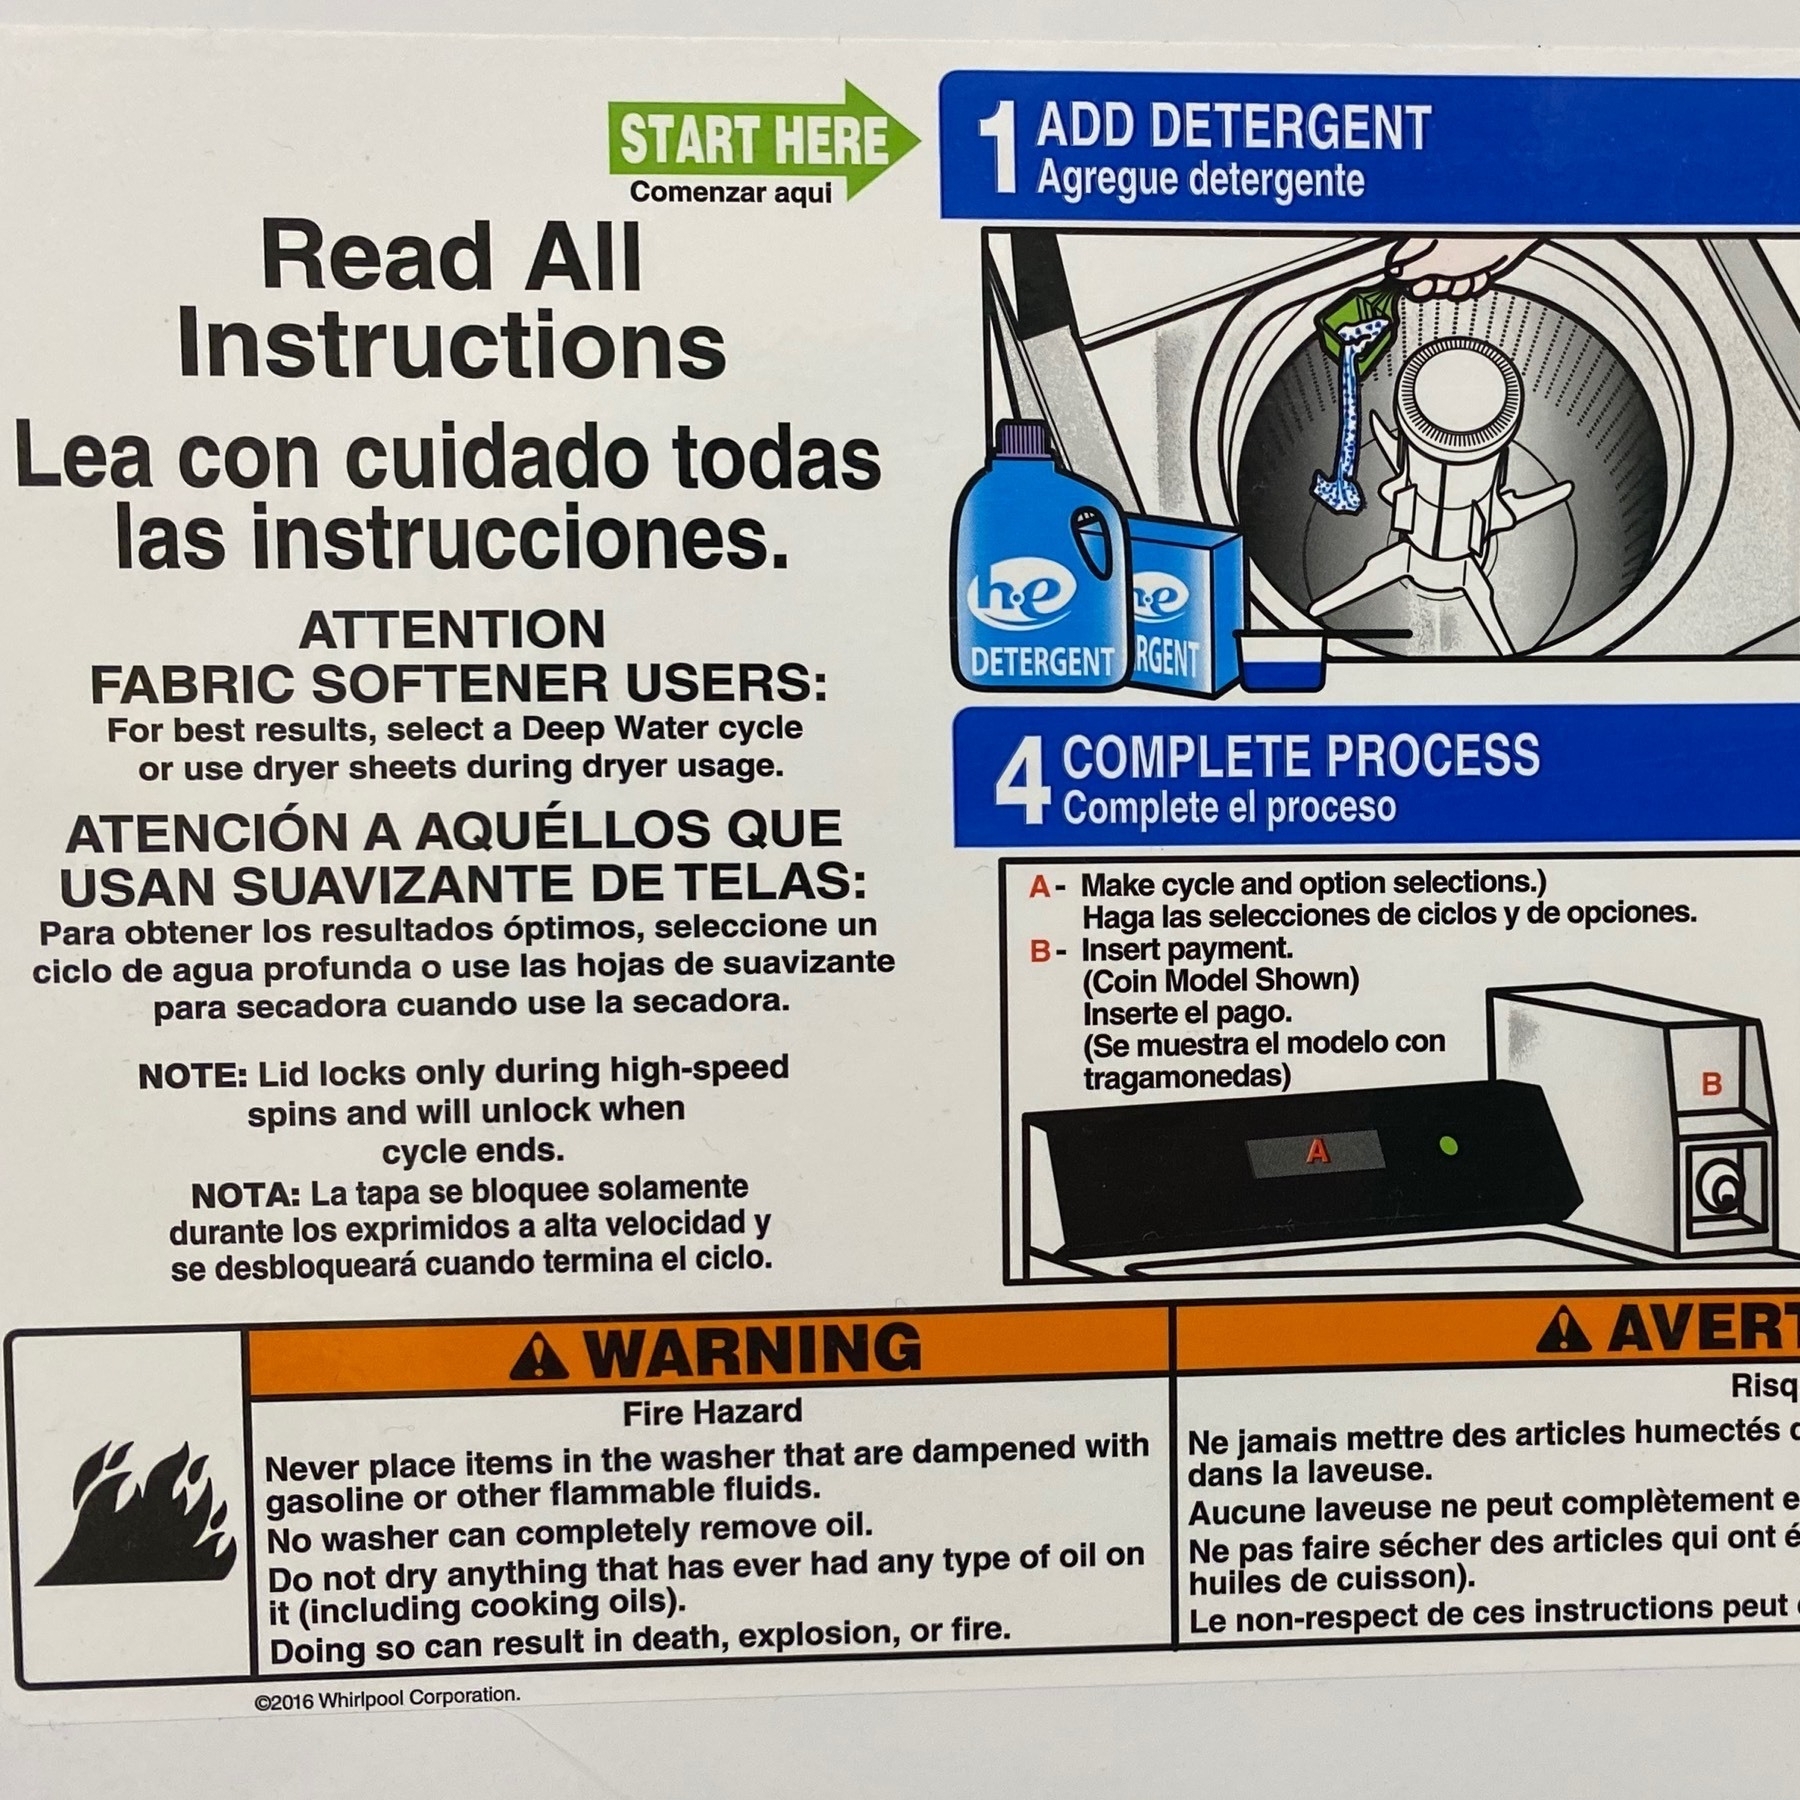 START HERE
Comenzar aqui
Read All
Instructions
Lea con cuidado todas
las instrucciones.
ATTENTION
FABRIC SOFTENER USERS:
For best results, select a Deep Water cycle
or use dryer sheets during dryer usage.
ATENCIÓN A AQUÉLLOS QUE
USAN SUAVIZANTE DE TELAS:
Para obtener los resultados óptimos, seleccione un
ciclo de agua profunda o use las hojas de suavizante
para secadora cuando use la secadora.
NOTE: Lid locks only during high-speed
spins and will unlock when
cycle ends.
NOTA: La tapa se bloquee solamente
durante los exprimidos a alta velocidad y
se desbloqueará cuando termina el ciclo.
1 ADD DETERGENT
Agregue detergente
he
DETERGENT
he
RGENT
4 COMPLETE PROCESS
Complete el proceso
A- Make cycle and option selections.)
Haga las selecciones de ciclos y de opciones.
B- Insert payment.
(Coin Model Shown)
Inserte el pago.
(Se muestra el modelo con
tragamonedas)
B
A
WARNING
Fire Hazard
Never place items in the washer that are dampened with
gasoline or other flammable fluids.
No washer can completely remove oil.
Do not dry anything that has ever had any type of oil on
it (including cooking oils).
Doing so can result in death, explosion, or fire.
AVERT
Risq
Ne jamais mettre des articles humectés
dans la laveuse.
Aucune laveuse ne peut complètement e
Ne pas faire sécher des articles qui ont é
huiles de cuisson).
Le non-respect de ces instructions peut
©2016 Whirlpool Corporation.